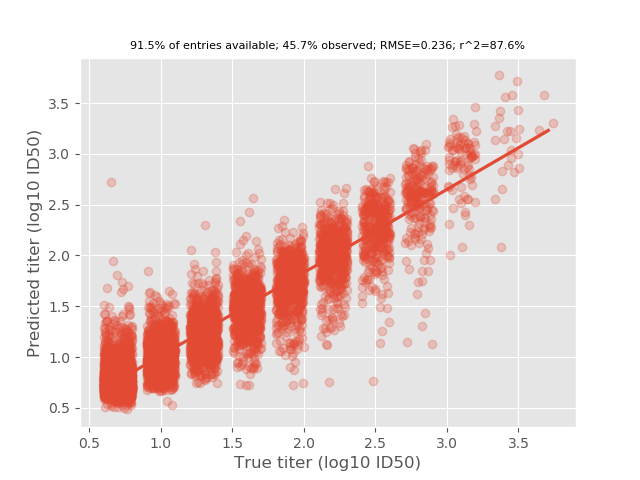 91.5% of entries available; 45.7% observed; RMSE=0.236; r^2=87.6%
Predicted titer (log10 ID50)
3.5
3.0
2.5
2.0
1.5
1.0
0.5
0.5 1.0 1.5 2.0 2.5 3.0 3.5
True titer (log10 ID50)